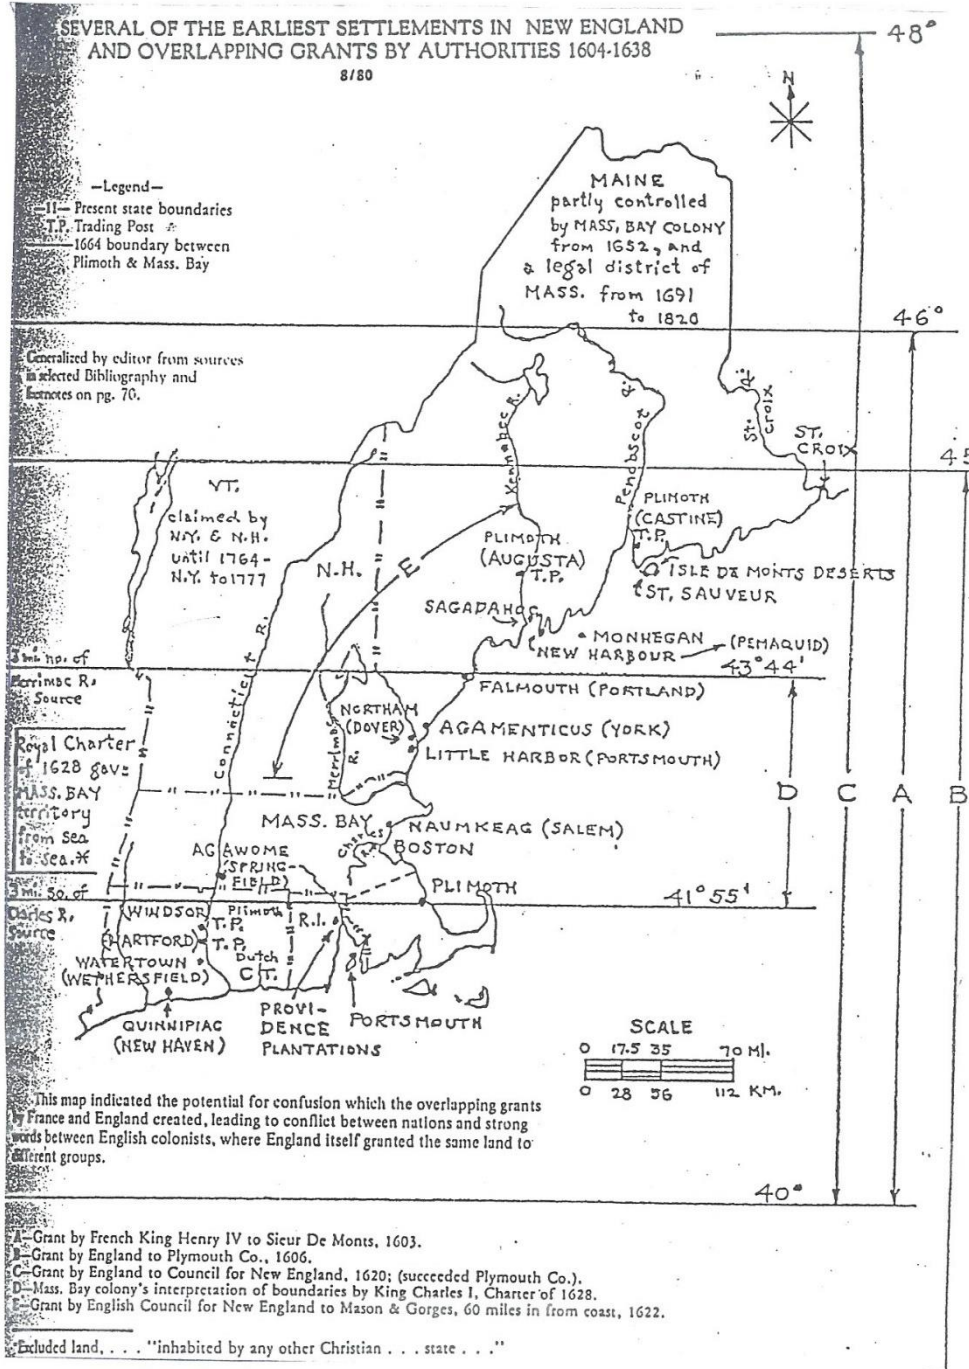 SEVERAL OF THE EARLIEST SETTLEMENTS IN NEW ENGLAND
AND OVERLAPPING GRANTS BY AUTHORITIES 1604-1638
8/80
48°
N
—Legend—
—II— Present state boundaries
T.P. Trading Post
——1664 boundary between
Plimoth & Mass. Bay
MAINE
partly controlled
by MASS, BAY COLONY
from 1652, and
a legal district of
MASS. from 1691
to 1820
46°
Generalized by editor from sources
in selected Bibliography and
footnotes on pg. 70.
Kennabec R.
Penobscot R.
St. Croix R.
ST.
CROIX
45
VT.
claimed by
N.Y. & N.H.
until 1764-
N.Y. to 1777
N.H.
E
PLIMOTH
(AUGUSTA)
T.P.
PLIMOTH
(CASTINE)
T.P.
ISLE DE MONTS DESERTS
ST, SAUVEUR
SAGADAHOC
MONHEGAN
NEW HARBOUR
(PEMAQUID)
3 mi. no. of
Merrimac R.
Source
43° 44'
FALMOUTH (PORTLAND)
Connecticut R.
Merrimac R.
NORTHAM
(DOVER)
AGAMENTICUS (YORK)
LITTLE HARBOR (PORTSMOUTH)
Royal Charter
of 1628 gave
MASS. BAY
territory
from sea
to sea.*
D C A B
MASS. BAY
NAUMKEAG (SALEM)
Charles R.
BOSTON
AGAWOME
(SPRING-
FIELD)
PLIMOTH
41° 55'
3 mi. so. of
Charles R.
Source
(WINDSOR)
Plimoth
T.P.
R.I.
(HARTFORD)
T.P.
Dutch
WATERTOWN
(WETHERSFIELD)
CT.
QUINNIPIAC
(NEW HAVEN)
PROVI-
DENCE
PLANTATIONS
PORTSMOUTH
SCALE
0 17.5 35 70 MI.
0 28 56 112 KM.
This map indicated the potential for confusion which the overlapping grants
by France and England created, leading to conflict between nations and strong
words between English colonists, where England itself granted the same land to
different groups.
40°
A—Grant by French King Henry IV to Sieur De Monts, 1603.
B—Grant by England to Plymouth Co., 1606.
C—Grant by England to Council for New England, 1620; (succeeded Plymouth Co.).
D—Mass. Bay colony's interpretation of boundaries by King Charles I, Charter of 1628.
E—Grant by English Council for New England to Mason & Gorges, 60 miles in from coast, 1622.
*Excluded land, . . . "inhabited by any other Christian . . . state . . ."